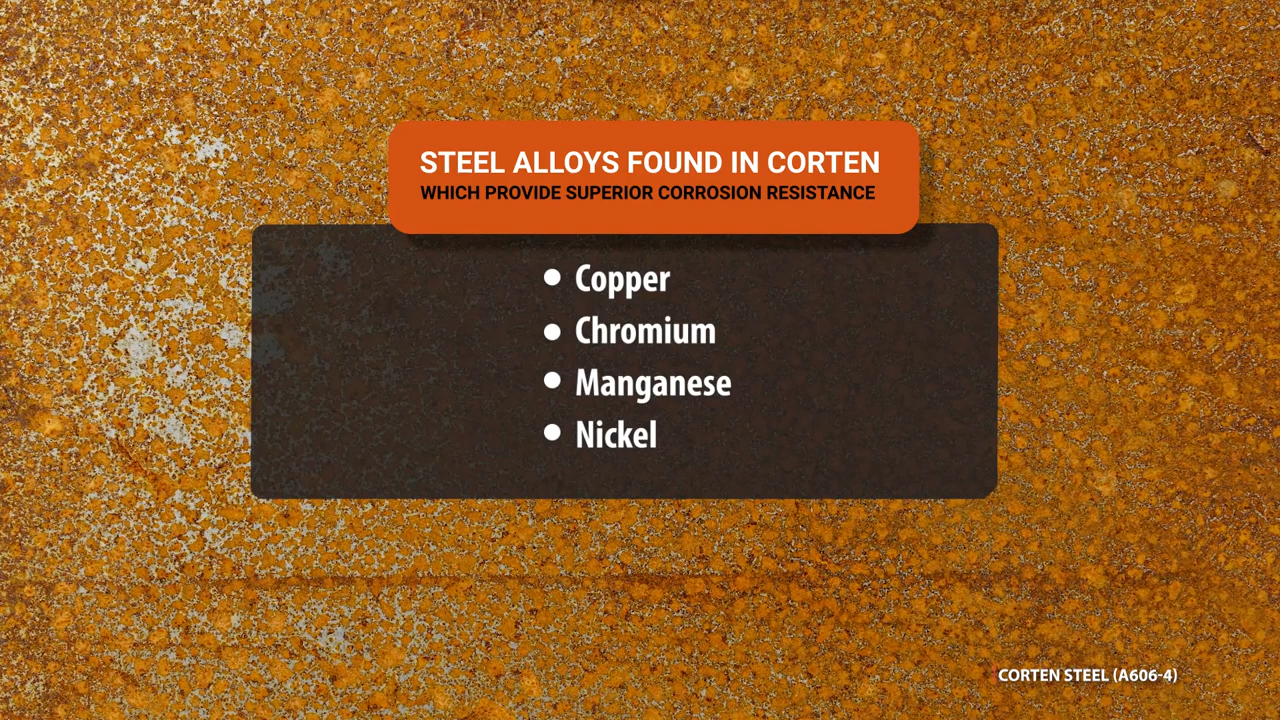 STEEL ALLOYS FOUND IN CORTEN
WHICH PROVIDE SUPERIOR CORROSION RESISTANCE
• Copper
• Chromium
• Manganese
• Nickel
CORTEN STEEL (A606-4)